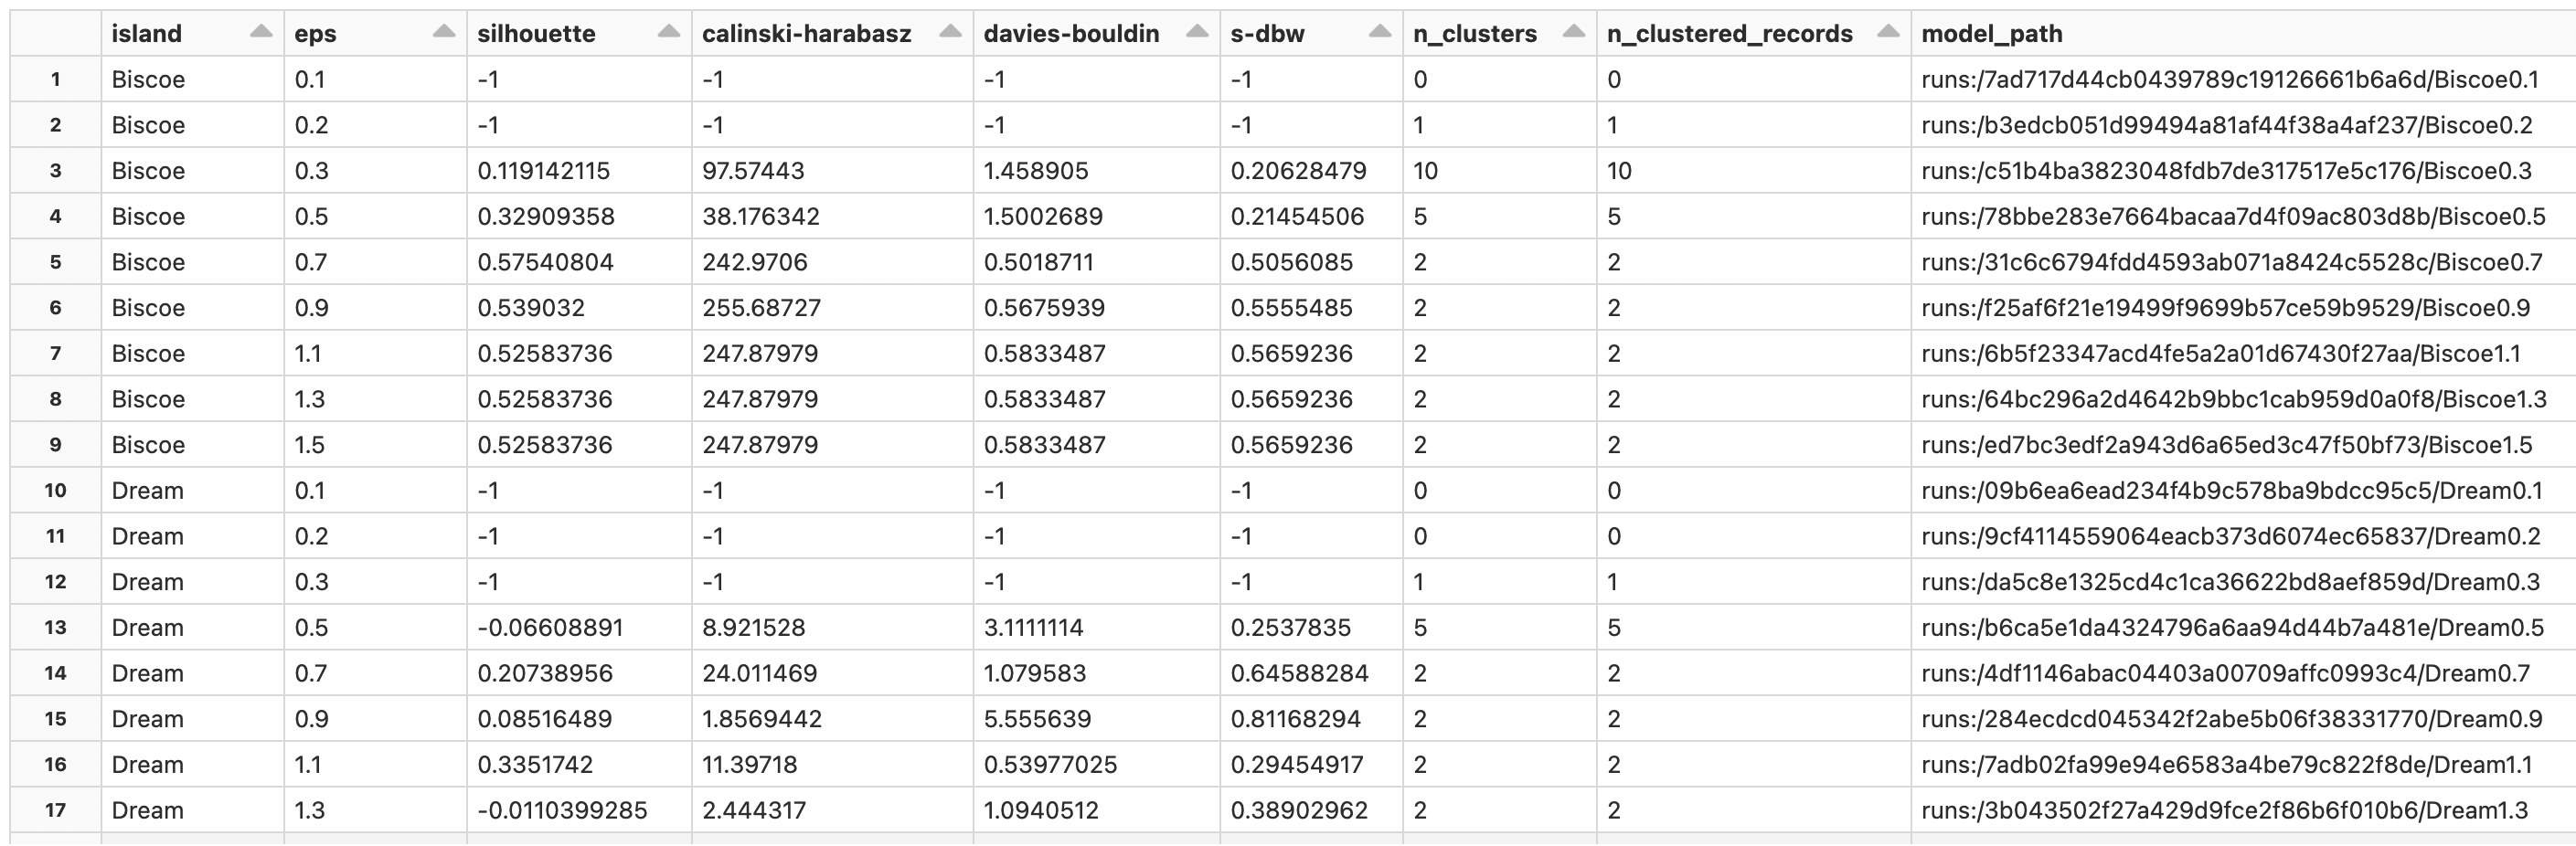 island eps silhouette calinski-harabasz davies-bouldin s-dbw n_clusters n_clustered_records model_path
1 Biscoe 0.1 -1 -1 -1 -1 0 0 runs:/7ad717d44cb0439789c19126661b6a6d/Biscoe0.1
2 Biscoe 0.2 -1 -1 -1 -1 1 1 runs:/b3edcb051d99494a81af44f38a4af237/Biscoe0.2
3 Biscoe 0.3 0.119142115 97.57443 1.458905 0.20628479 10 10 runs:/c51b4ba3823048fdb7de317517e5c176/Biscoe0.3
4 Biscoe 0.5 0.32909358 38.176342 1.5002689 0.21454506 5 5 runs:/78bbe283e7664bacaa7d4f09ac803d8b/Biscoe0.5
5 Biscoe 0.7 0.57540804 242.9706 0.5018711 0.5056085 2 2 runs:/31c6c6794fdd4593ab071a8424c5528c/Biscoe0.7
6 Biscoe 0.9 0.539032 255.68727 0.5675939 0.5555485 2 2 runs:/f25af6f21e19499f9699b57ce59b9529/Biscoe0.9
7 Biscoe 1.1 0.52583736 247.87979 0.5833487 0.5659236 2 2 runs:/6b5f23347acd4fe5a2a01d67430f27aa/Biscoe1.1
8 Biscoe 1.3 0.52583736 247.87979 0.5833487 0.5659236 2 2 runs:/64bc296a2d4642b9bbc1cab959d0a0f8/Biscoe1.3
9 Biscoe 1.5 0.52583736 247.87979 0.5833487 0.5659236 2 2 runs:/ed7bc3edf2a943d6a65ed3c47f50bf73/Biscoe1.5
10 Dream 0.1 -1 -1 -1 -1 0 0 runs:/09b6ea6ead234f4b9c578ba9bdcc95c5/Dream0.1
11 Dream 0.2 -1 -1 -1 -1 0 0 runs:/9cf4114559064eacb373d6074ec65837/Dream0.2
12 Dream 0.3 -1 -1 -1 -1 1 1 runs:/da5c8e1325cd4c1ca36622bd8aef859d/Dream0.3
13 Dream 0.5 -0.06608891 8.921528 3.1111114 0.2537835 5 5 runs:/b6ca5e1da4324796a6aa94d44b7a481e/Dream0.5
14 Dream 0.7 0.20738956 24.011469 1.079583 0.64588284 2 2 runs:/4df1146abac04403a00709affc0993c4/Dream0.7
15 Dream 0.9 0.08516489 1.8569442 5.555639 0.81168294 2 2 runs:/284ecdcd045342f2abe5b06f38331770/Dream0.9
16 Dream 1.1 0.3351742 11.39718 0.53977025 0.29454917 2 2 runs:/7adb02fa99e94e6583a4be79c822f8de/Dream1.1
17 Dream 1.3 -0.0110399285 2.444317 1.0940512 0.38902962 2 2 runs:/3b043502f27a429d9fce2f86b6f010b6/Dream1.3